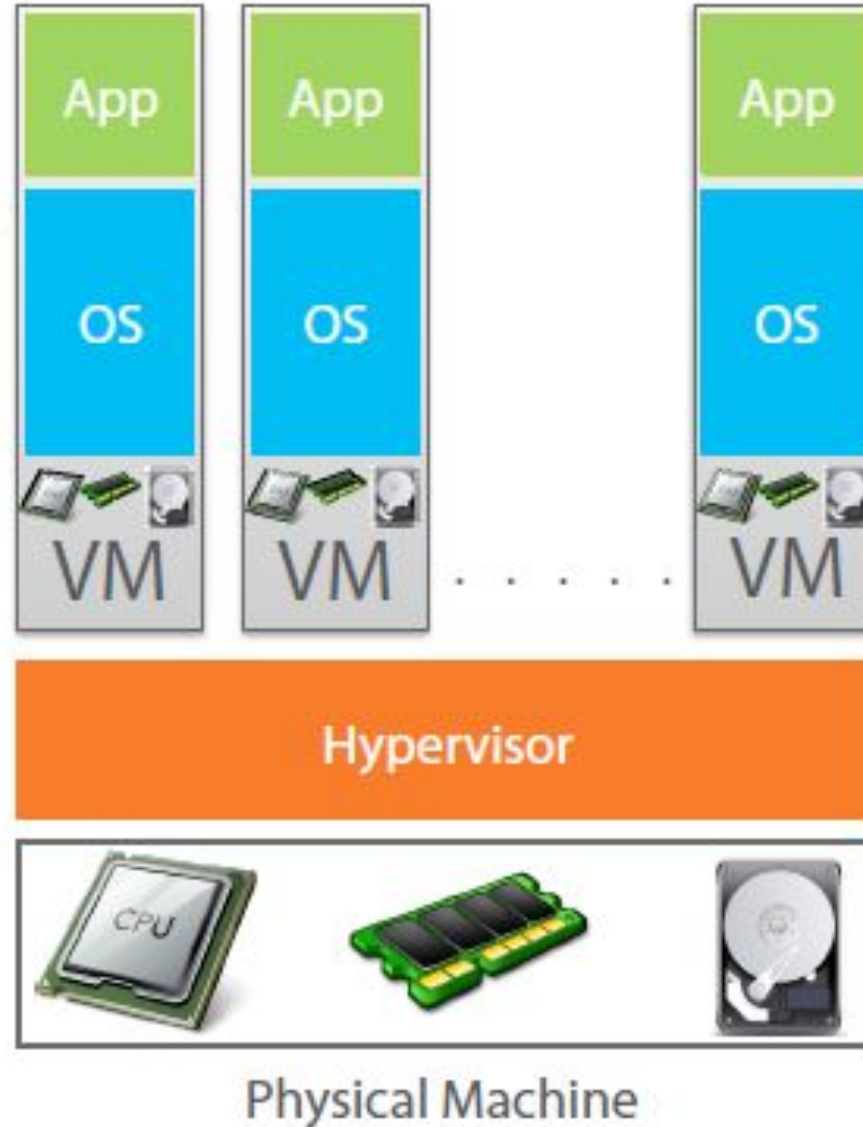 App App App
OS OS OS
VM VM . . . . . VM
Hypervisor
CPU
Physical Machine